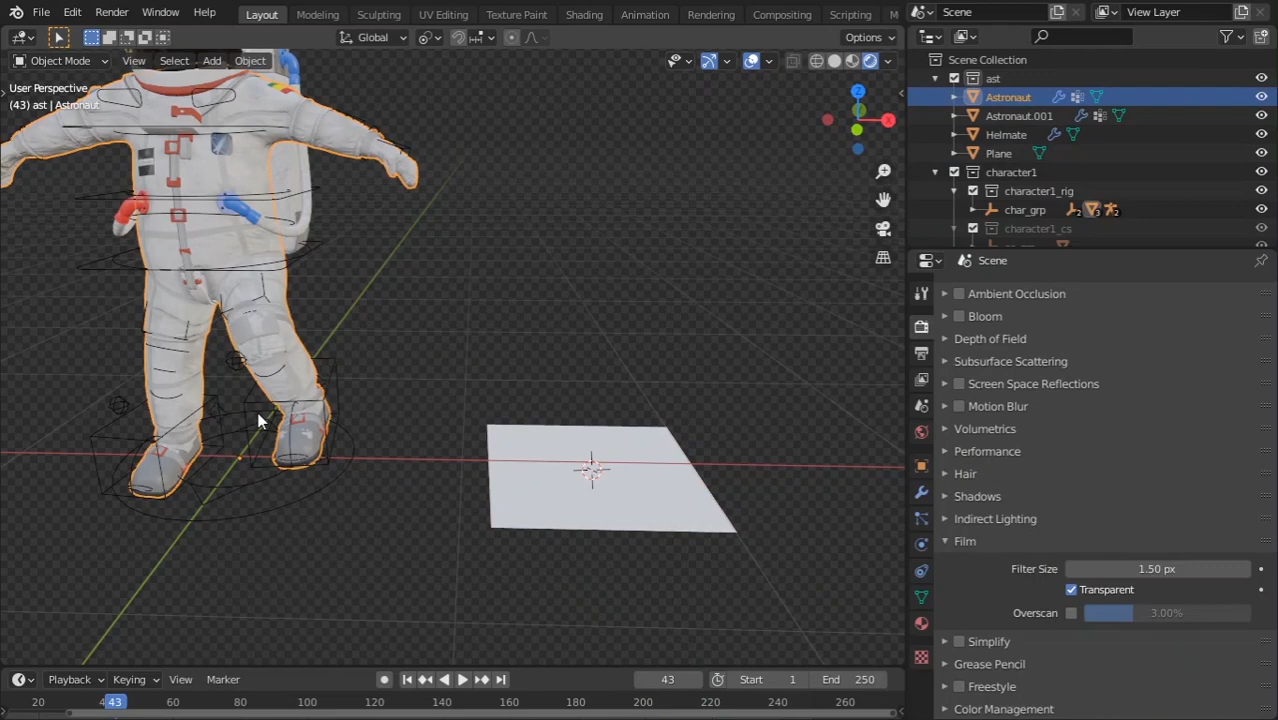 File Edit Render Window Help Layout Modeling Sculpting UV Editing Texture Paint Shading Animation Rendering Compositing Scripting M Scene View Layer
Global Options
Object Mode View Select Add Object
User Perspective
(43) ast | Astronaut
Z
X
Scene Collection
ast
Astronaut
Astronaut.001
Helmate
Plane
character1
character1_rig
char_grp 2 3 2
character1_cs
Scene
Ambient Occlusion
Bloom
Depth of Field
Subsurface Scattering
Screen Space Reflections
Motion Blur
Volumetrics
Performance
Hair
Shadows
Indirect Lighting
Film
Filter Size 1.50 px
Transparent
Overscan 3.00%
Simplify
Grease Pencil
Freestyle
Color Management
Playback Keying View Marker 43 Start 1 End 250
20 43 60 80 100 120 140 160 180 200 220 240 260